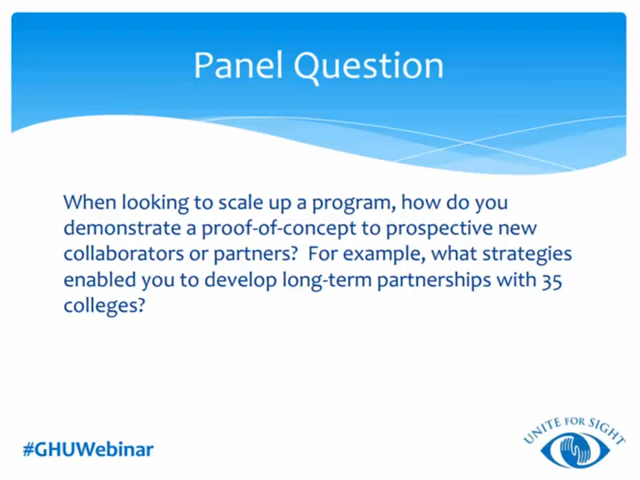 Panel Question
When looking to scale up a program, how do you
demonstrate a proof-of-concept to prospective new
collaborators or partners?  For example, what strategies
enabled you to develop long-term partnerships with 35
colleges?
#GHUWebinar
UNITE FOR SIGHT